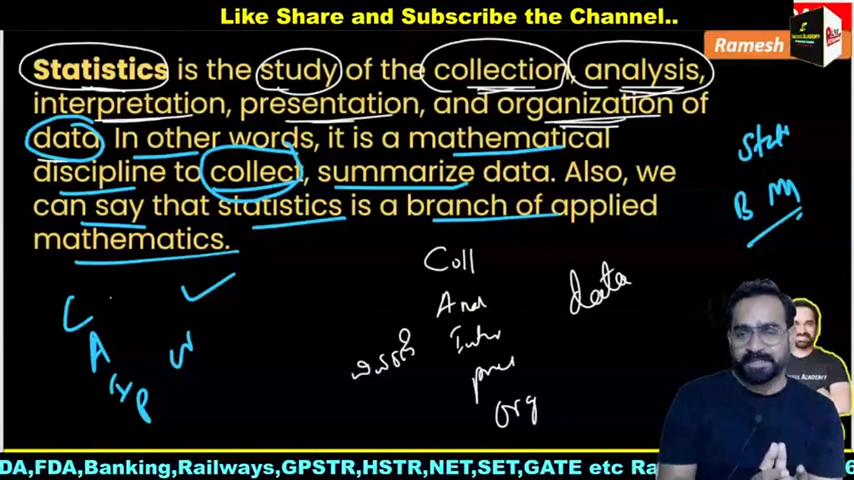 Like Share and Subscribe the Channel..
Ramesh
Statistics is the study of the collection, analysis,
interpretation, presentation, and organization of
data. In other words, it is a mathematical
discipline to collect, summarize data. Also, we
can say that statistics is a branch of applied
mathematics.
B M
Coll
data
C
A
Inter
P
org
DA,FDA,Banking,Railways,GPSTR,HSTR,NET,SET,GATE etc Ra